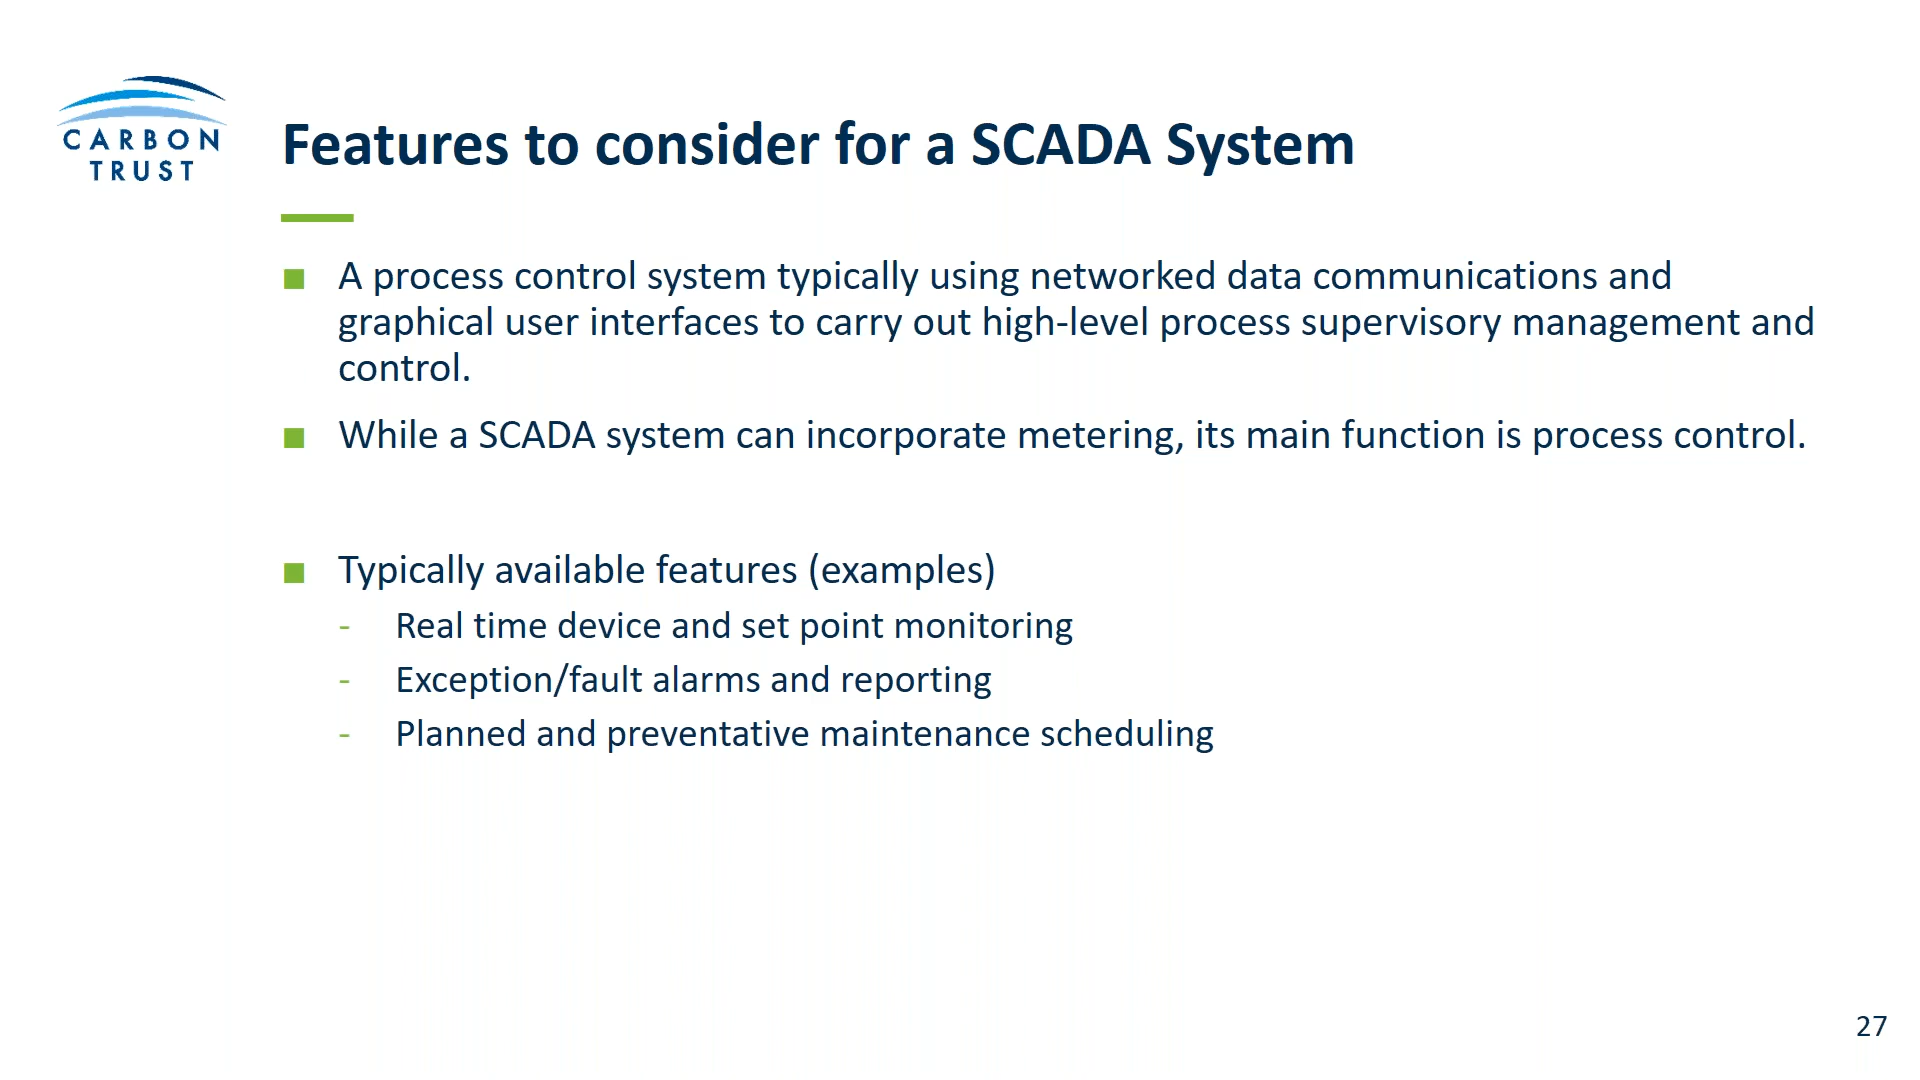 CARBON
TRUST
Features to consider for a SCADA System
■ A process control system typically using networked data communications and
graphical user interfaces to carry out high-level process supervisory management and
control.
■ While a SCADA system can incorporate metering, its main function is process control.
■ Typically available features (examples)
- Real time device and set point monitoring
- Exception/fault alarms and reporting
- Planned and preventative maintenance scheduling
27